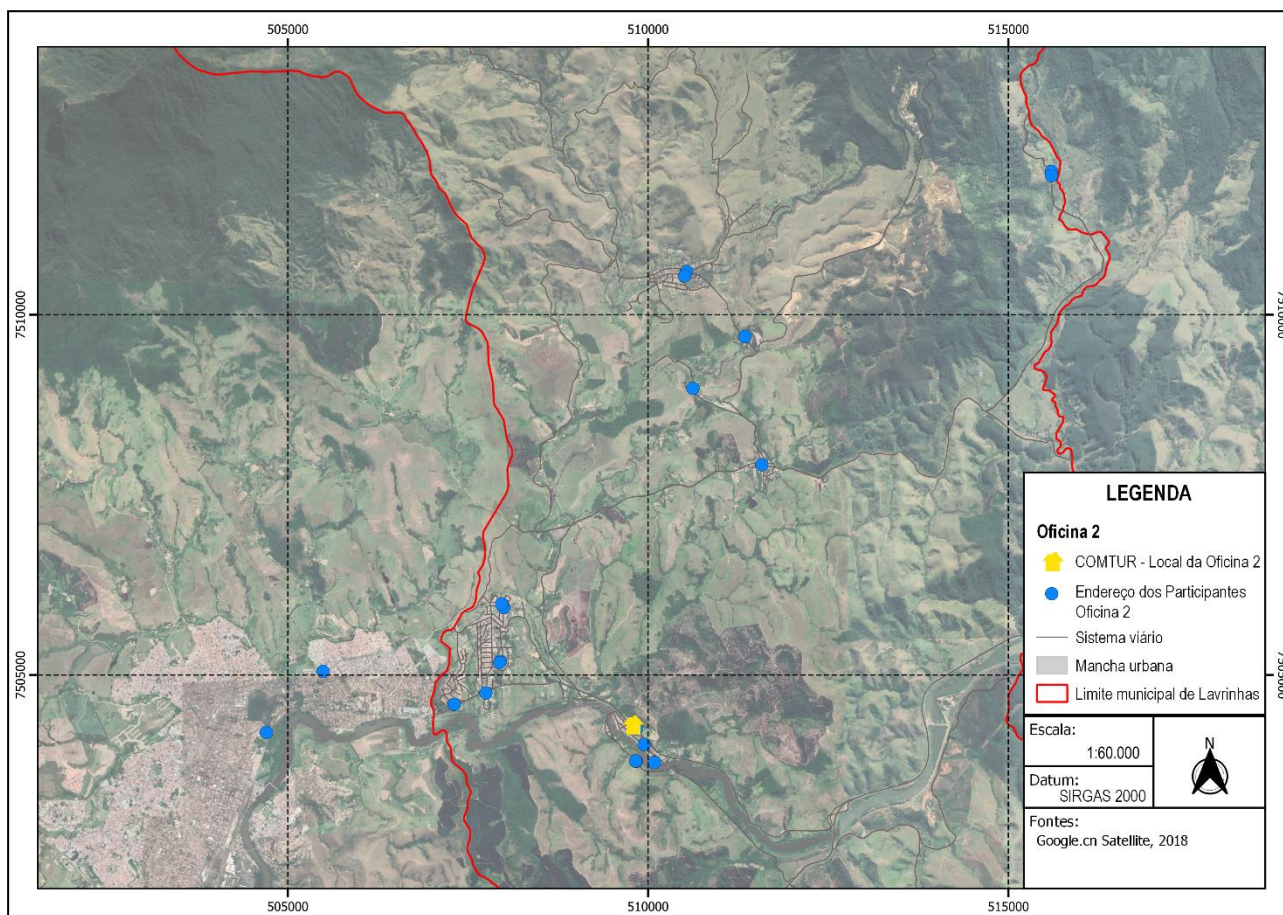 505000
510000
515000
7510000
7510000
LEGENDA
Oficina 2
COMTUR - Local da Oficina 2
Endereço dos Participantes
Oficina 2
Sistema viário
Mancha urbana
Limite municipal de Lavrinhas
7505000
7505000
Escala:
1:60.000
Datum:
SIRGAS 2000
N
Fontes:
Google.cn Satellite, 2018
505000
510000
515000